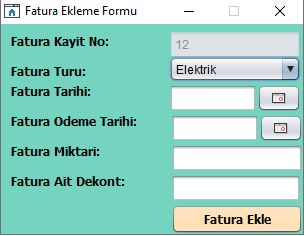 Fatura Ekleme Formu
Fatura Kayit No: 12
Fatura Turu: Elektrik
Fatura Tarihi:
Fatura Odeme Tarihi:
Fatura Miktari:
Fatura Ait Dekont:
Fatura Ekle